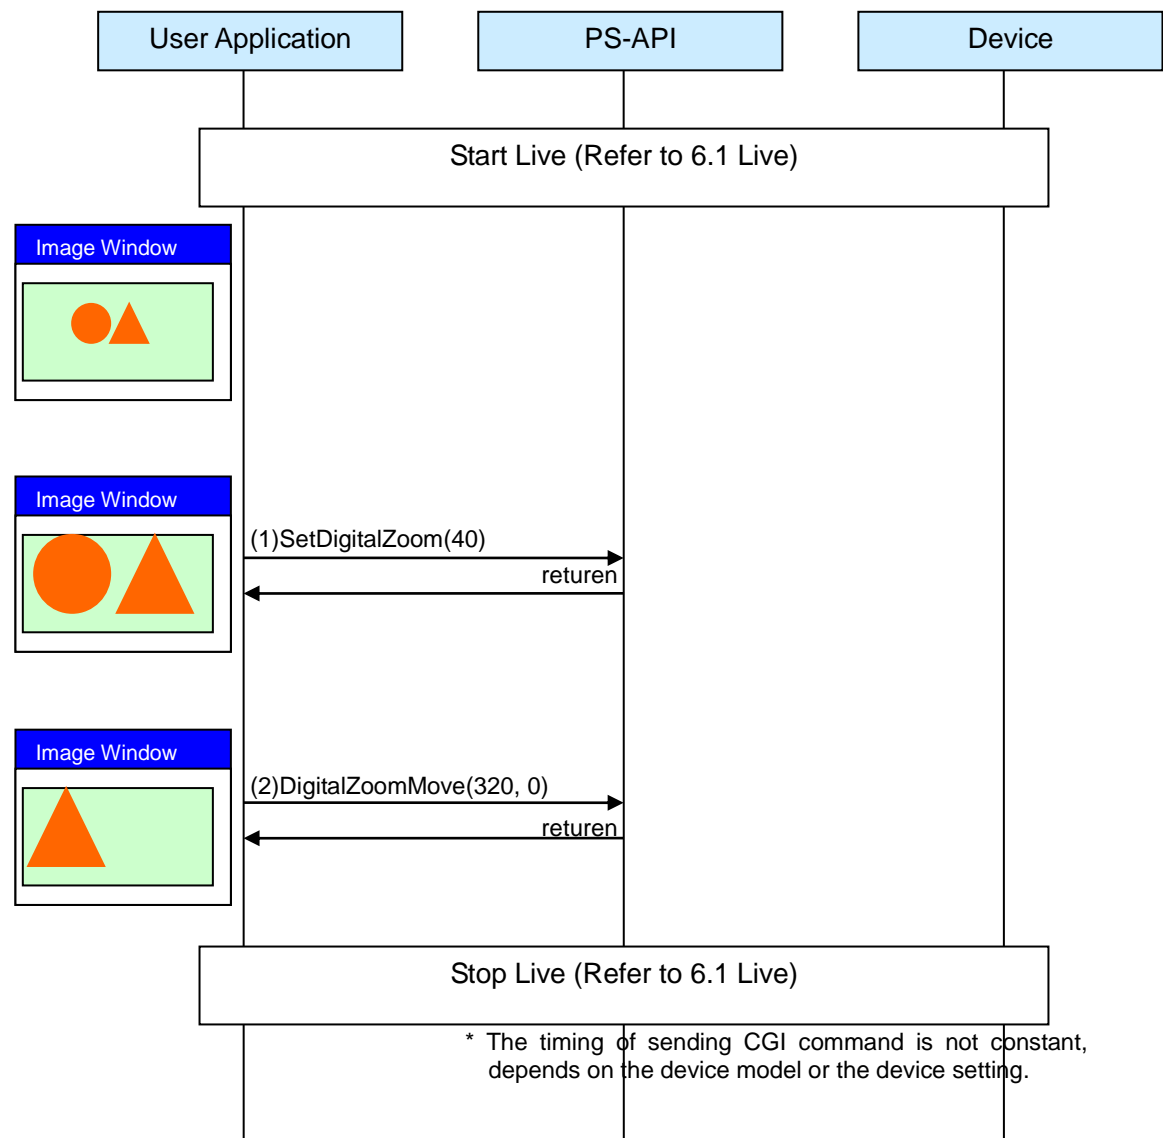 User Application
PS-API
Device
Start Live (Refer to 6.1 Live)
Image Window
Image Window
(1)SetDigitalZoom(40)
returen
Image Window
(2)DigitalZoomMove(320, 0)
returen
Stop Live (Refer to 6.1 Live)
* The timing of sending CGI command is not constant,
depends on the device model or the device setting.